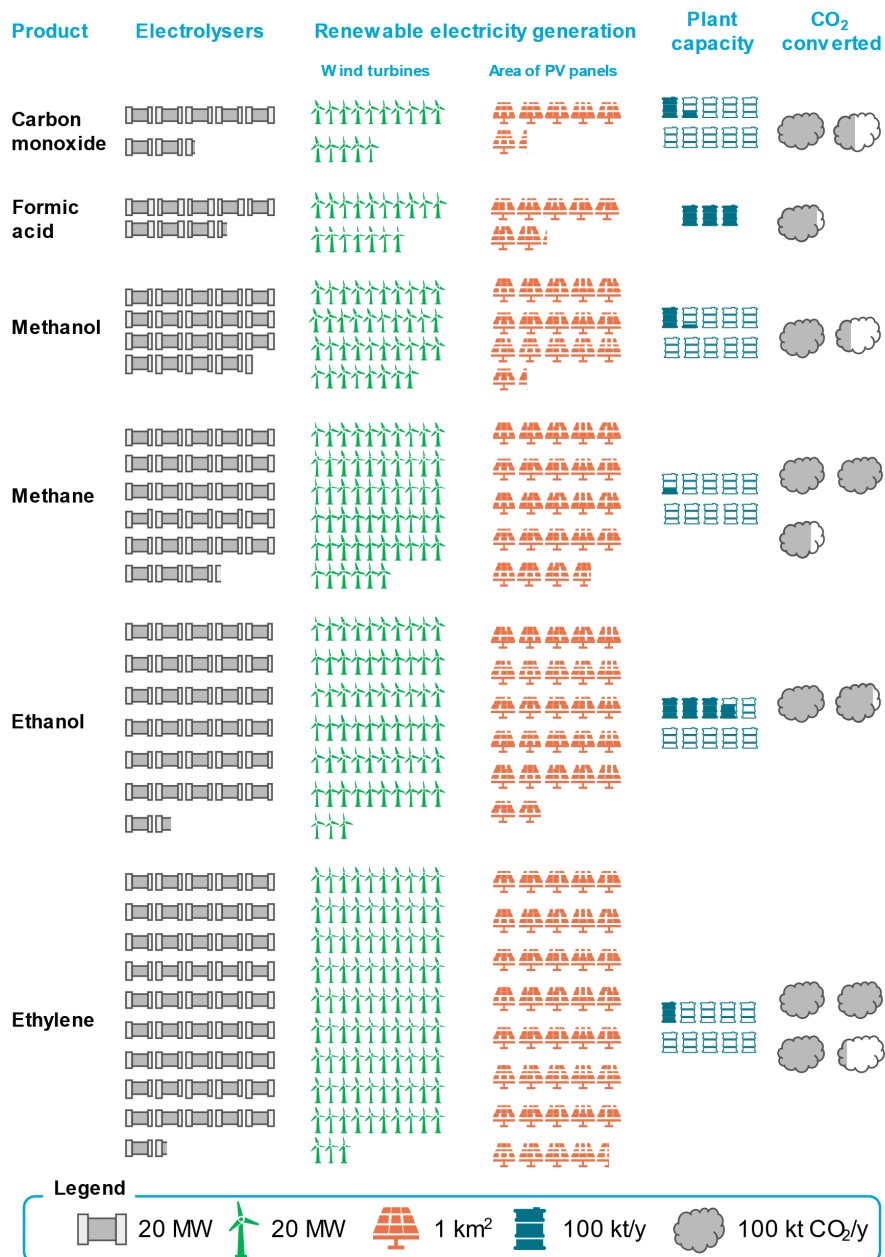 Product
Electrolysers
Renewable electricity generation
Plant
capacity
CO₂
converted
Wind turbines
Area of PV panels
Carbon
monoxide
Formic
acid
Methanol
Methane
Ethanol
Ethylene
Legend
20 MW
20 MW
1 km²
100 kt/y
100 kt CO₂/y